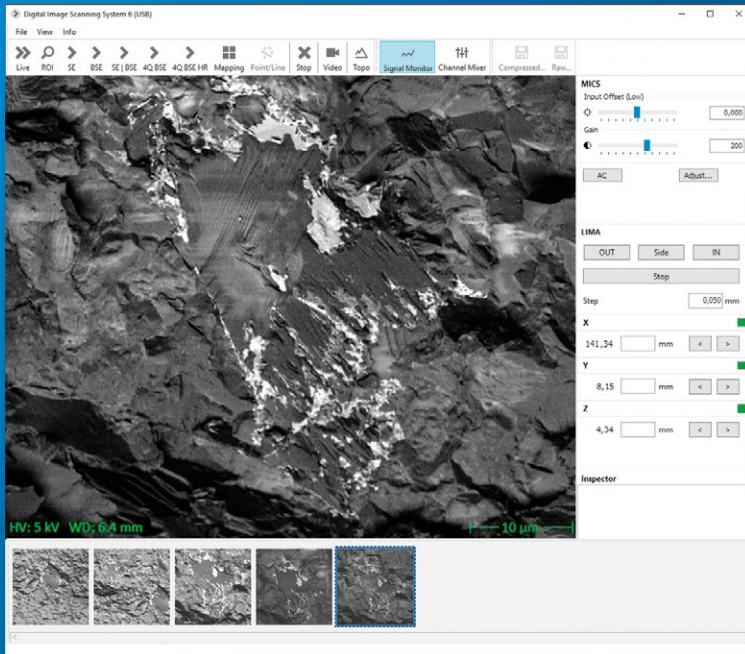 Digital Image Scanning System 6 (USB)
File View Info
Live ROI SE BSE SE | BSE 4Q BSE 4Q BSE HR Mapping Point/Line Stop Video Topo Signal Monitor Channel Mixer Compressed... Raw...
MICS
Input Offset (Low)
0,000
Gain
200
AC Adjust...
LIMA
OUT Side IN
Stop
Step 0,050 mm
X
141,34 mm < >
Y
8,15 mm < >
Z
4,34 mm < >
Inspector
HV: 5 kV WD: 6.4 mm 10 µm